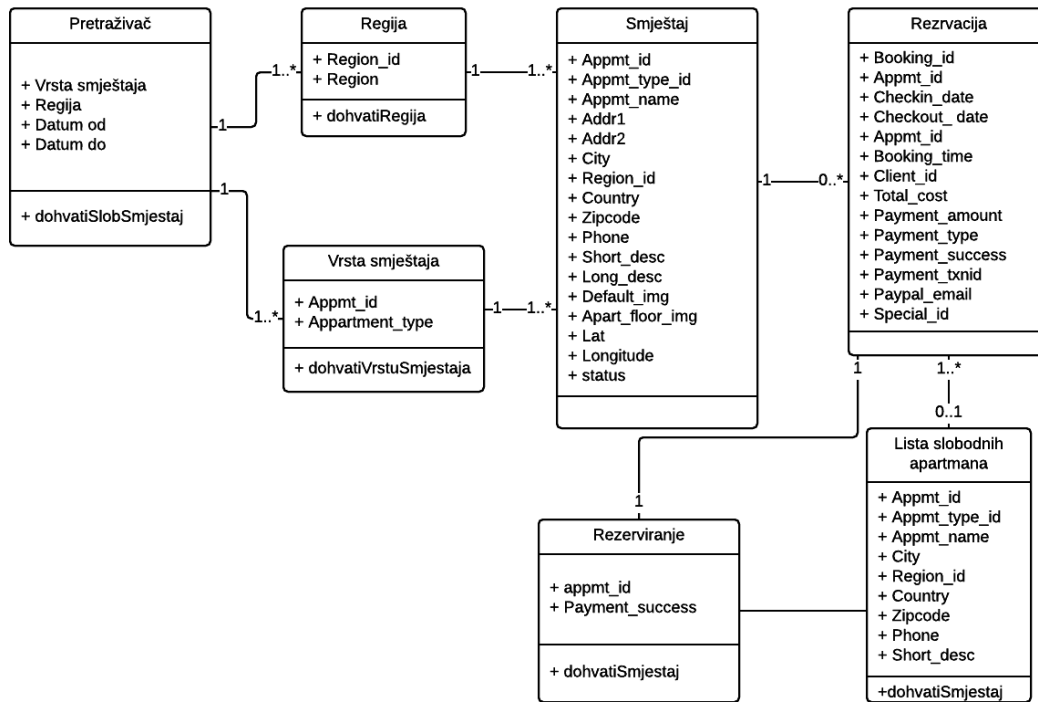 Pretraživač
+ Vrsta smještaja
+ Regija
+ Datum od
+ Datum do
+ dohvatiSlobSmjestaj
1
1..*
1
1..*
Regija
+ Region_id
+ Region
+ dohvatiRegija
1
1..*
Vrsta smještaja
+ Appmt_id
+ Appartment_type
+ dohvatiVrstuSmjestaja
1
1..*
Smještaj
+ Appmt_id
+ Appmt_type_id
+ Appmt_name
+ Addr1
+ Addr2
+ City
+ Region_id
+ Country
+ Zipcode
+ Phone
+ Short_desc
+ Long_desc
+ Default_img
+ Apart_floor_img
+ Lat
+ Longitude
+ status
1
0..*
Rezrvacija
+ Booking_id
+ Appmt_id
+ Checkin_date
+ Checkout_ date
+ Appmt_id
+ Booking_time
+ Client_id
+ Total_cost
+ Payment_amount
+ Payment_type
+ Payment_success
+ Payment_txnid
+ Paypal_email
+ Special_id
1
1..*
0..1
1
Rezerviranje
+ appmt_id
+ Payment_success
+ dohvatiSmjestaj
Lista slobodnih
apartmana
+ Appmt_id
+ Appmt_type_id
+ Appmt_name
+ City
+ Region_id
+ Country
+ Zipcode
+ Phone
+ Short_desc
+dohvatiSmjestaj